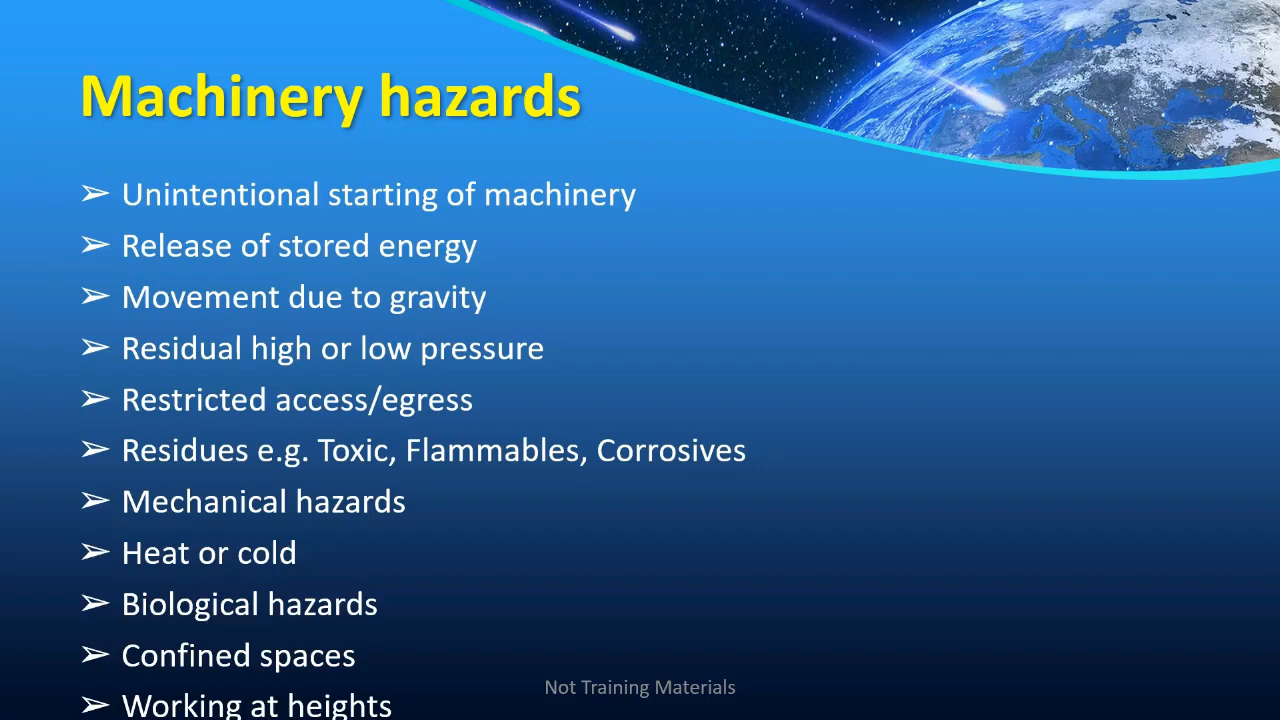 Machinery hazards
➢ Unintentional starting of machinery
➢ Release of stored energy
➢ Movement due to gravity
➢ Residual high or low pressure
➢ Restricted access/egress
➢ Residues e.g. Toxic, Flammables, Corrosives
➢ Mechanical hazards
➢ Heat or cold
➢ Biological hazards
➢ Confined spaces
➢ Working at heights
Not Training Materials